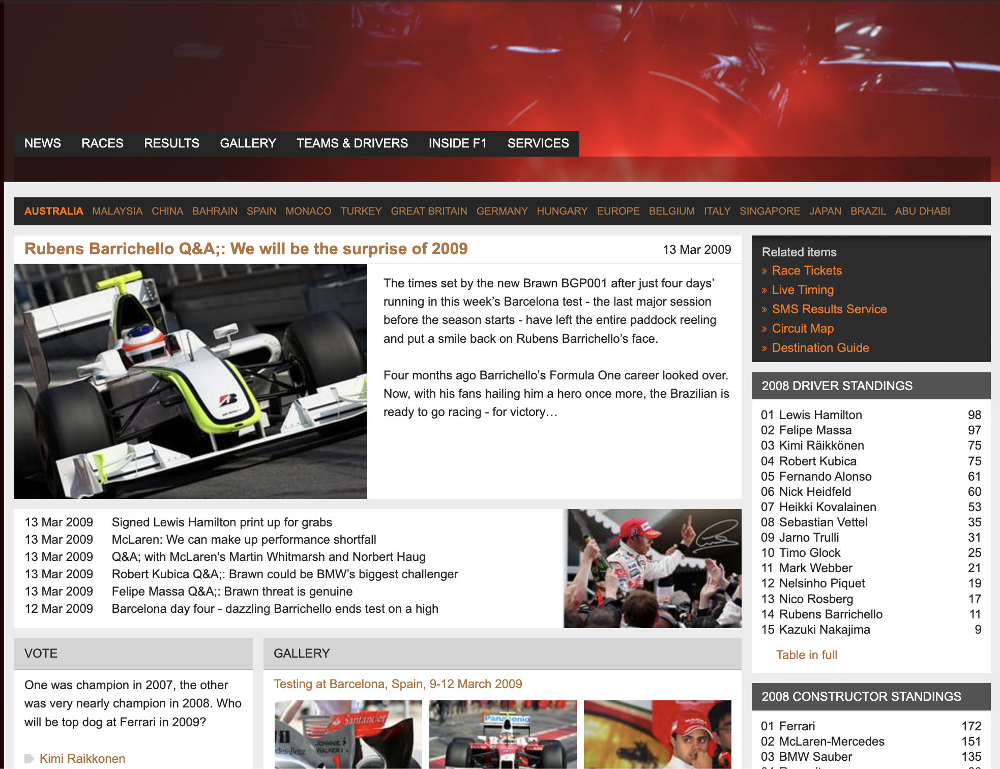 NEWS RACES RESULTS GALLERY TEAMS & DRIVERS INSIDE F1 SERVICES
AUSTRALIA MALAYSIA CHINA BAHRAIN SPAIN MONACO TURKEY GREAT BRITAIN GERMANY HUNGARY EUROPE BELGIUM ITALY SINGAPORE JAPAN BRAZIL ABU DHABI
Rubens Barrichello Q&A;: We will be the surprise of 2009
13 Mar 2009
The times set by the new Brawn BGP001 after just four days’
running in this week’s Barcelona test - the last major session
before the season starts - have left the entire paddock reeling
and put a smile back on Rubens Barrichello’s face.
Four months ago Barrichello’s Formula One career looked over.
Now, with his fans hailing him a hero once more, the Brazilian is
ready to go racing - for victory…
13 Mar 2009 Signed Lewis Hamilton print up for grabs
13 Mar 2009 McLaren: We can make up performance shortfall
13 Mar 2009 Q&A; with McLaren's Martin Whitmarsh and Norbert Haug
13 Mar 2009 Robert Kubica Q&A;: Brawn could be BMW’s biggest challenger
13 Mar 2009 Felipe Massa Q&A;: Brawn threat is genuine
12 Mar 2009 Barcelona day four - dazzling Barrichello ends test on a high
VOTE
One was champion in 2007, the other
was very nearly champion in 2008. Who
will be top dog at Ferrari in 2009?
Kimi Raikkonen
GALLERY
Testing at Barcelona, Spain, 9-12 March 2009
Santander
JOHNNIE
WALKER
1
Panasonic
Related items
Race Tickets
Live Timing
SMS Results Service
Circuit Map
Destination Guide
2008 DRIVER STANDINGS
01 Lewis Hamilton 98
02 Felipe Massa 97
03 Kimi Räikkönen 75
04 Robert Kubica 75
05 Fernando Alonso 61
06 Nick Heidfeld 60
07 Heikki Kovalainen 53
08 Sebastian Vettel 35
09 Jarno Trulli 31
10 Timo Glock 25
11 Mark Webber 21
12 Nelsinho Piquet 19
13 Nico Rosberg 17
14 Rubens Barrichello 11
15 Kazuki Nakajima 9
Table in full
2008 CONSTRUCTOR STANDINGS
01 Ferrari 172
02 McLaren-Mercedes 151
03 BMW Sauber 135